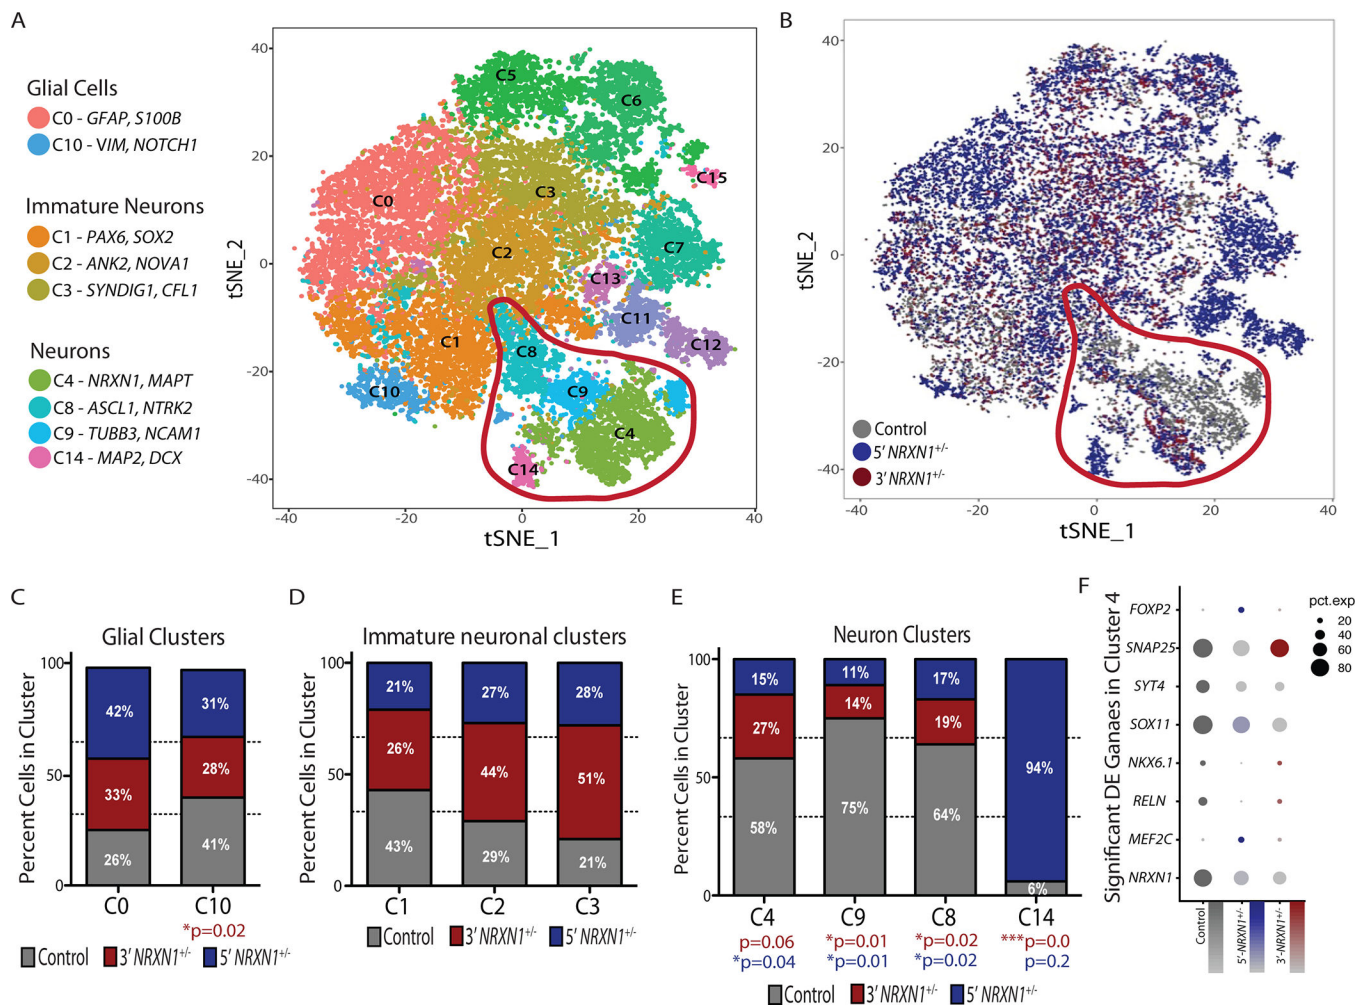 A
Glial Cells
C0 - GFAP, S100B
C10 - VIM, NOTCH1
Immature Neurons
C1 - PAX6, SOX2
C2 - ANK2, NOVA1
C3 - SYNDIG1, CFL1
Neurons
C4 - NRXN1, MAPT
C8 - ASCL1, NTRK2
C9 - TUBB3, NCAM1
C14 - MAP2, DCX
tSNE_2
40
20
0
-20
-40
C5
C6
C15
C3
C0
C2
C7
C13
C11
C12
C1
C8
C10
C9
C4
C14
-40
-20
0
20
40
tSNE_1
B
tSNE_2
40
20
0
-20
-40
Control
5' NRXN1+/-
3' NRXN1+/-
-40
-20
0
20
40
tSNE_1
C
Glial Clusters
Percent Cells in Cluster
100
50
0
42%
33%
26%
31%
28%
41%
C0
C10
*p=0.02
Control
3' NRXN1+/-
5' NRXN1+/-
D
Immature neuronal clusters
Percent Cells in Cluster
100
50
0
21%
26%
43%
27%
44%
29%
28%
51%
21%
C1
C2
C3
Control
3' NRXN1+/-
5' NRXN1+/-
E
Neuron Clusters
Percent Cells in Cluster
100
50
0
15%
27%
58%
11%
14%
75%
17%
19%
64%
94%
6%
C4
C9
C8
C14
p=0.06
*p=0.01
*p=0.02
***p=0.0
*p=0.04
*p=0.01
*p=0.02
p=0.2
Control
3' NRXN1+/-
5' NRXN1+/-
F
Significant DE Ganaes in Cluster 4
FOXP2
SNAP25
SYT4
SOX11
NKX6.1
RELN
MEF2C
NRXN1
Control
5'-NRXN1+/-
3'-NRXN1+/-
pct.exp
20
40
60
80